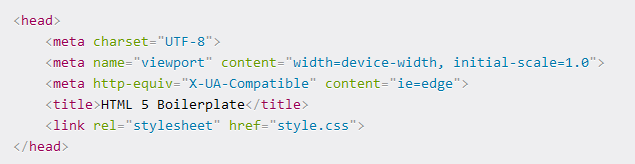 <head>
    <meta charset="UTF-8">
    <meta name="viewport" content="width=device-width, initial-scale=1.0">
    <meta http-equiv="X-UA-Compatible" content="ie=edge">
    <title>HTML 5 Boilerplate</title>
    <link rel="stylesheet" href="style.css">
</head>